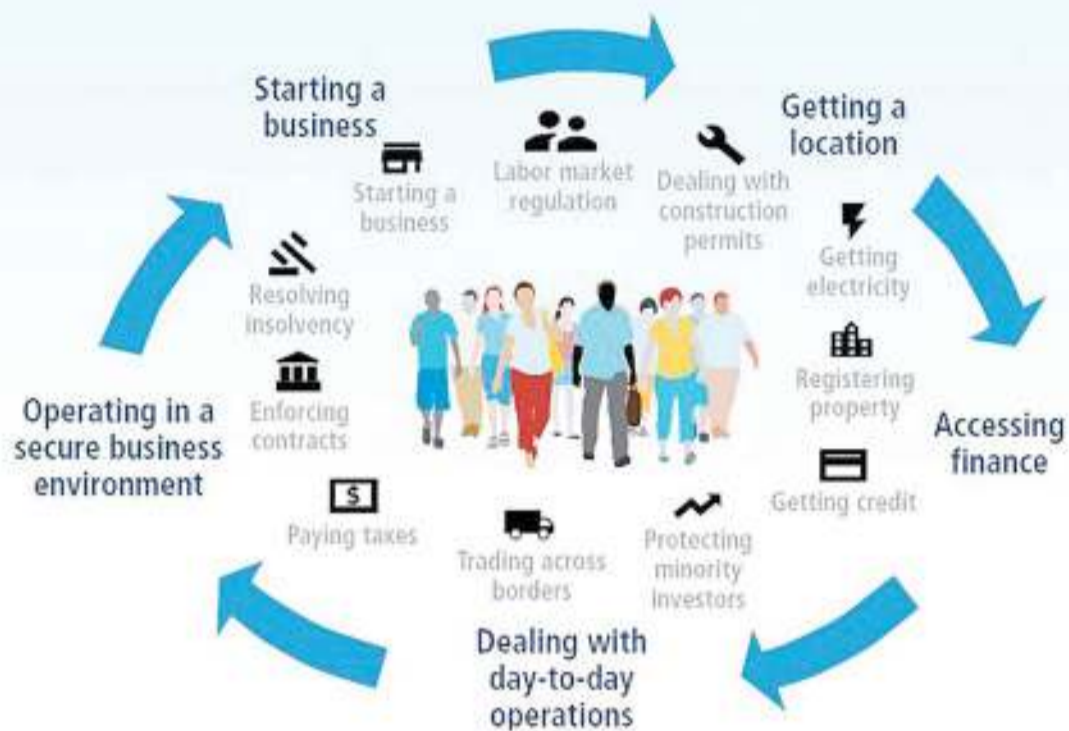 Starting a
business
Getting a
location
Accessing
finance
Dealing with
day-to-day
operations
Operating in a
secure business
environment
Starting a
business
Labor market
regulation
Dealing with
construction
permits
Getting
electricity
Registering
property
Getting credit
Protecting
minority
investors
Trading across
borders
$
Paying taxes
Enforcing
contracts
Resolving
insolvency